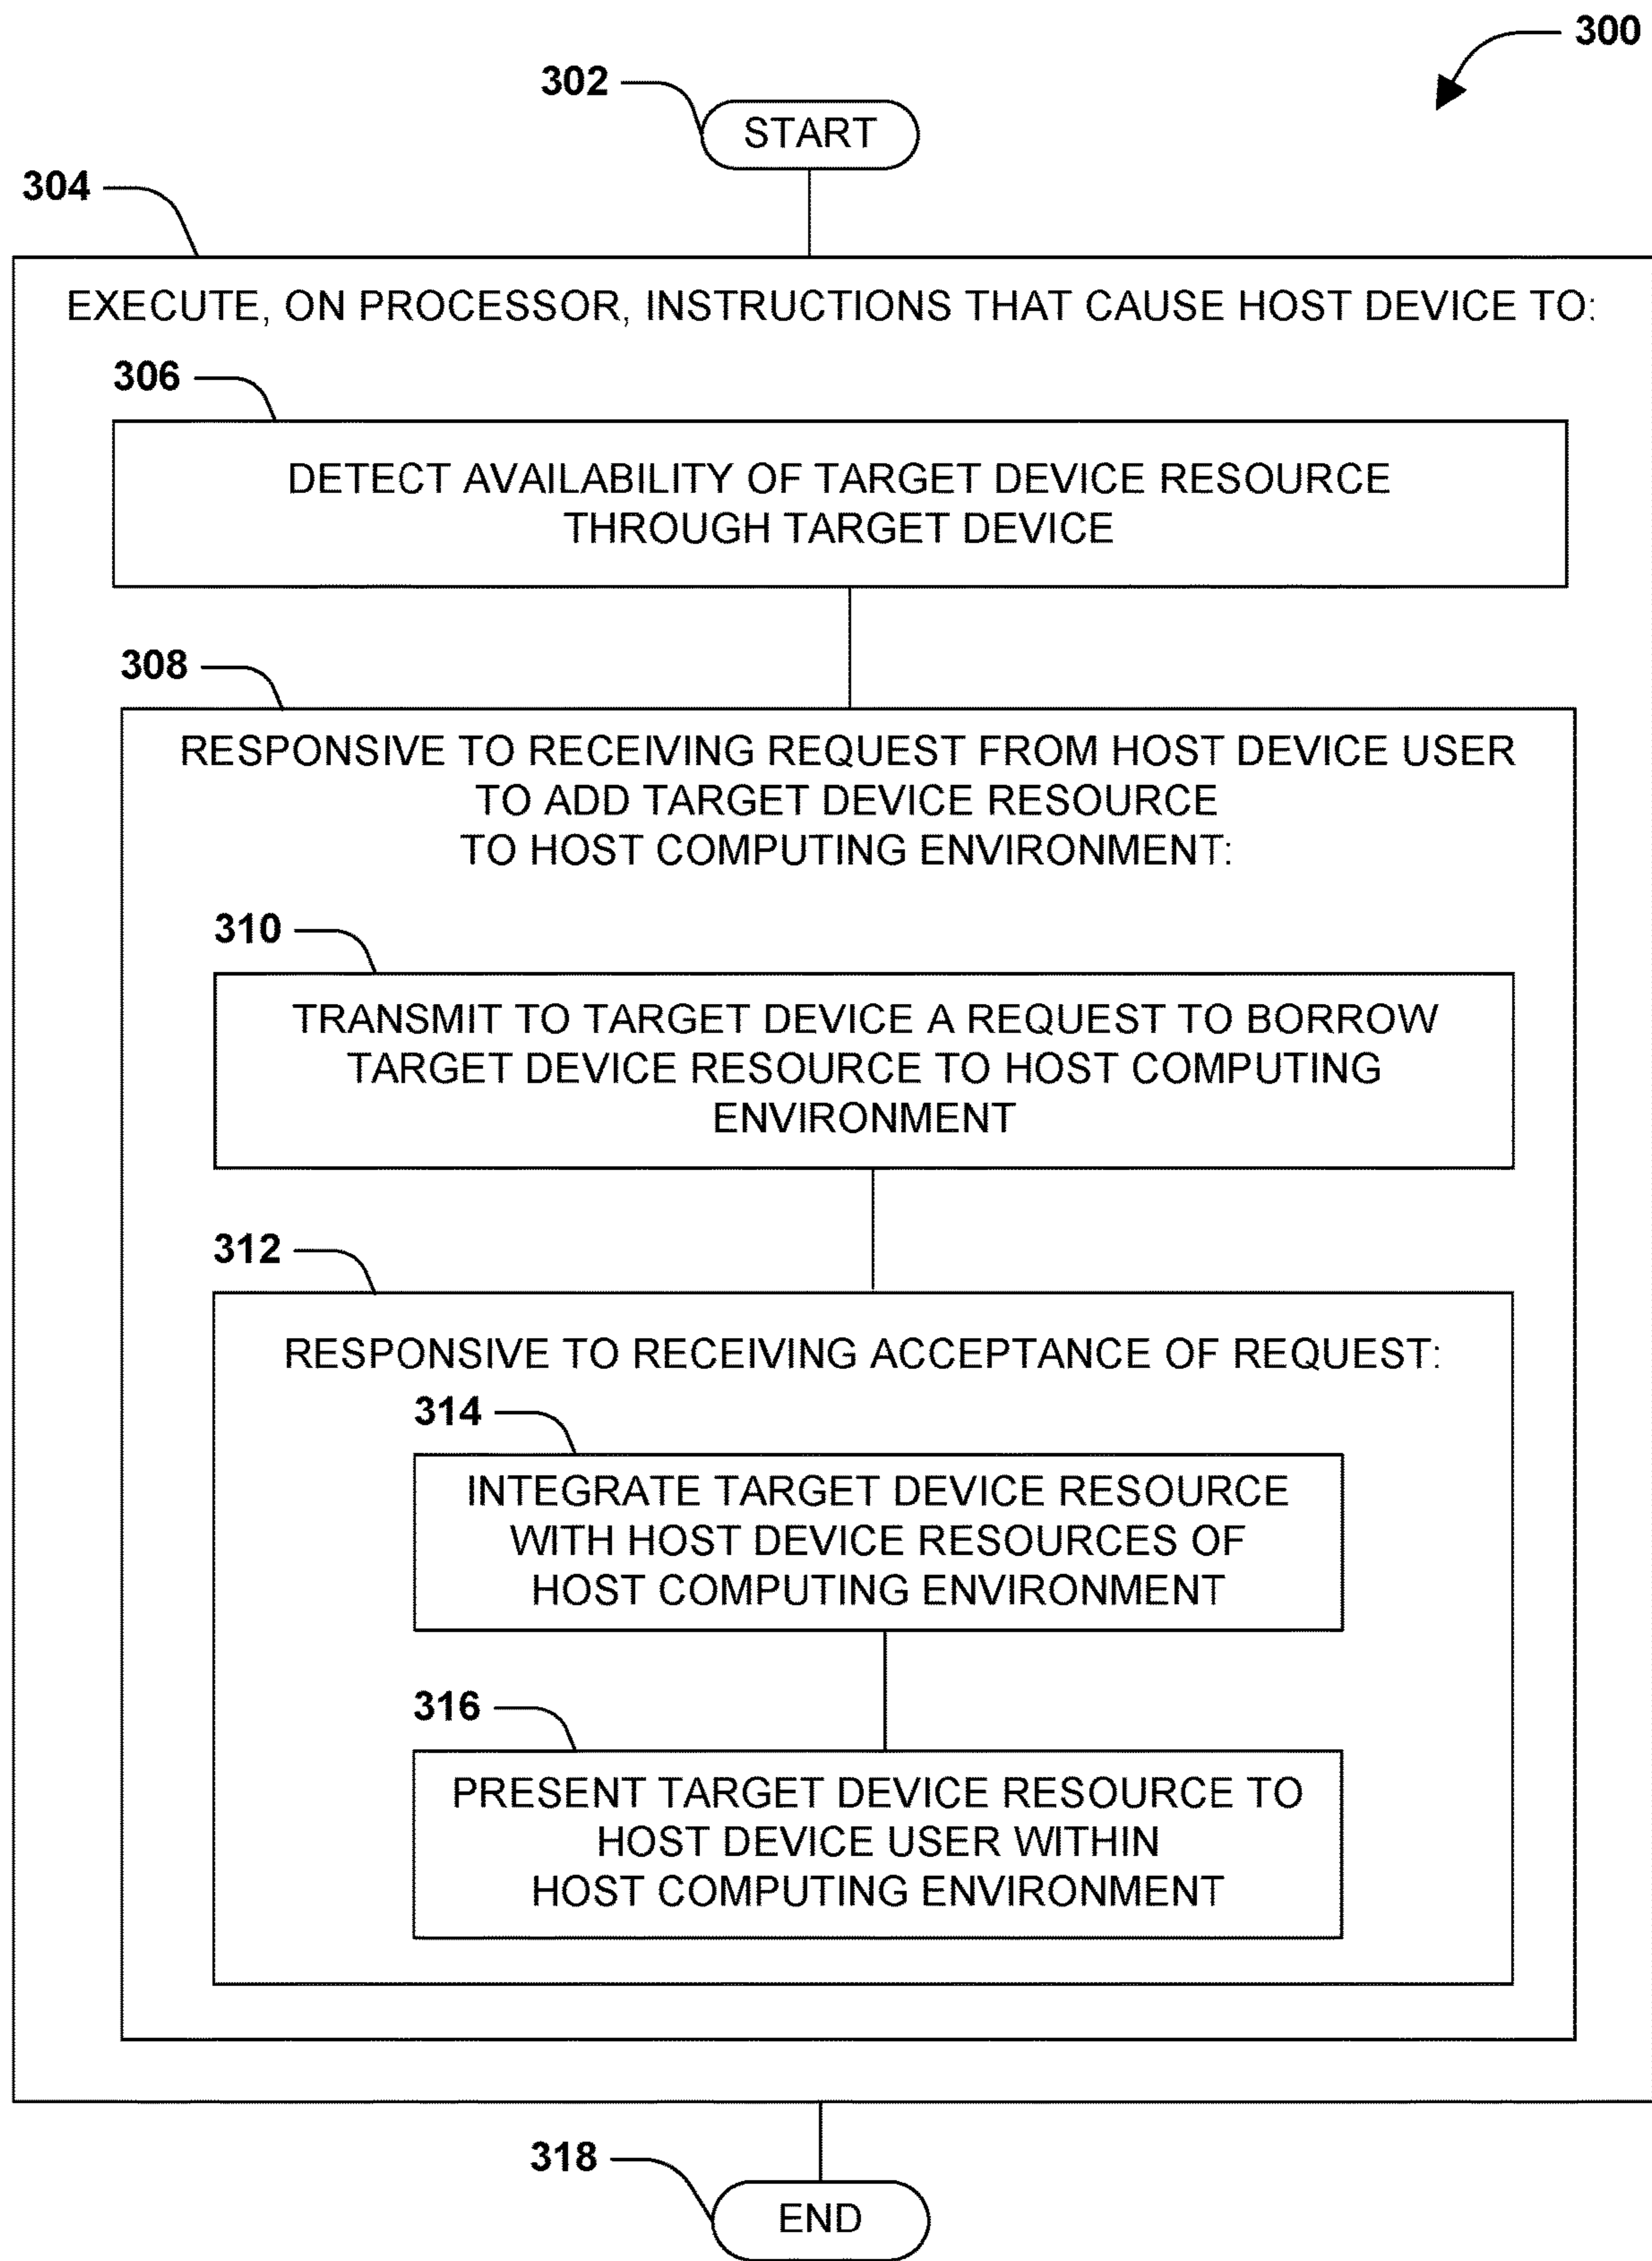 300
302
START
304
EXECUTE, ON PROCESSOR, INSTRUCTIONS THAT CAUSE HOST DEVICE TO:
306
DETECT AVAILABILITY OF TARGET DEVICE RESOURCE
THROUGH TARGET DEVICE
308
RESPONSIVE TO RECEIVING REQUEST FROM HOST DEVICE USER
TO ADD TARGET DEVICE RESOURCE
TO HOST COMPUTING ENVIRONMENT:
310
TRANSMIT TO TARGET DEVICE A REQUEST TO BORROW
TARGET DEVICE RESOURCE TO HOST COMPUTING
ENVIRONMENT
312
RESPONSIVE TO RECEIVING ACCEPTANCE OF REQUEST:
314
INTEGRATE TARGET DEVICE RESOURCE
WITH HOST DEVICE RESOURCES OF
HOST COMPUTING ENVIRONMENT
316
PRESENT TARGET DEVICE RESOURCE TO
HOST DEVICE USER WITHIN
HOST COMPUTING ENVIRONMENT
318
END